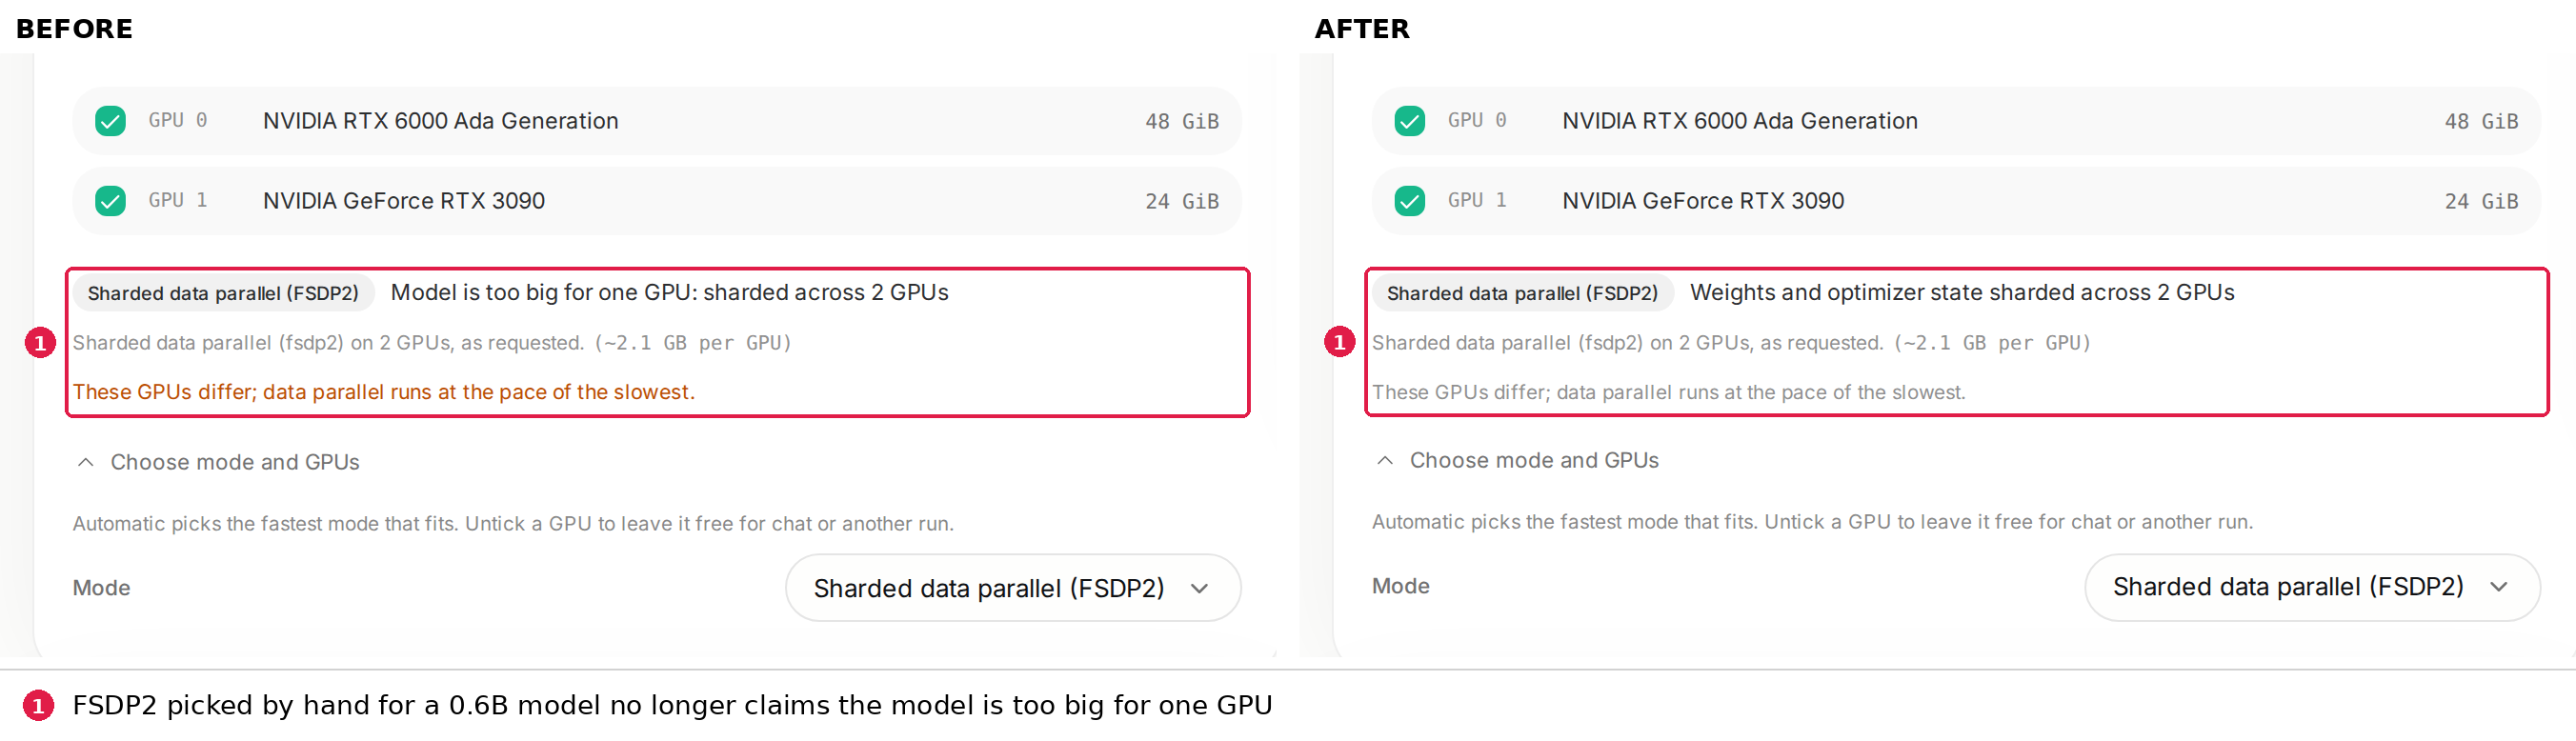 BEFORE
GPU 0 NVIDIA RTX 6000 Ada Generation 48 GiB
GPU 1 NVIDIA GeForce RTX 3090 24 GiB
Sharded data parallel (FSDP2) Model is too big for one GPU: sharded across 2 GPUs
1 Sharded data parallel (fsdp2) on 2 GPUs, as requested. (~2.1 GB per GPU)
These GPUs differ; data parallel runs at the pace of the slowest.
Choose mode and GPUs
Automatic picks the fastest mode that fits. Untick a GPU to leave it free for chat or another run.
Mode Sharded data parallel (FSDP2)
AFTER
GPU 0 NVIDIA RTX 6000 Ada Generation 48 GiB
GPU 1 NVIDIA GeForce RTX 3090 24 GiB
Sharded data parallel (FSDP2) Weights and optimizer state sharded across 2 GPUs
1 Sharded data parallel (fsdp2) on 2 GPUs, as requested. (~2.1 GB per GPU)
These GPUs differ; data parallel runs at the pace of the slowest.
Choose mode and GPUs
Automatic picks the fastest mode that fits. Untick a GPU to leave it free for chat or another run.
Mode Sharded data parallel (FSDP2)
1 FSDP2 picked by hand for a 0.6B model no longer claims the model is too big for one GPU